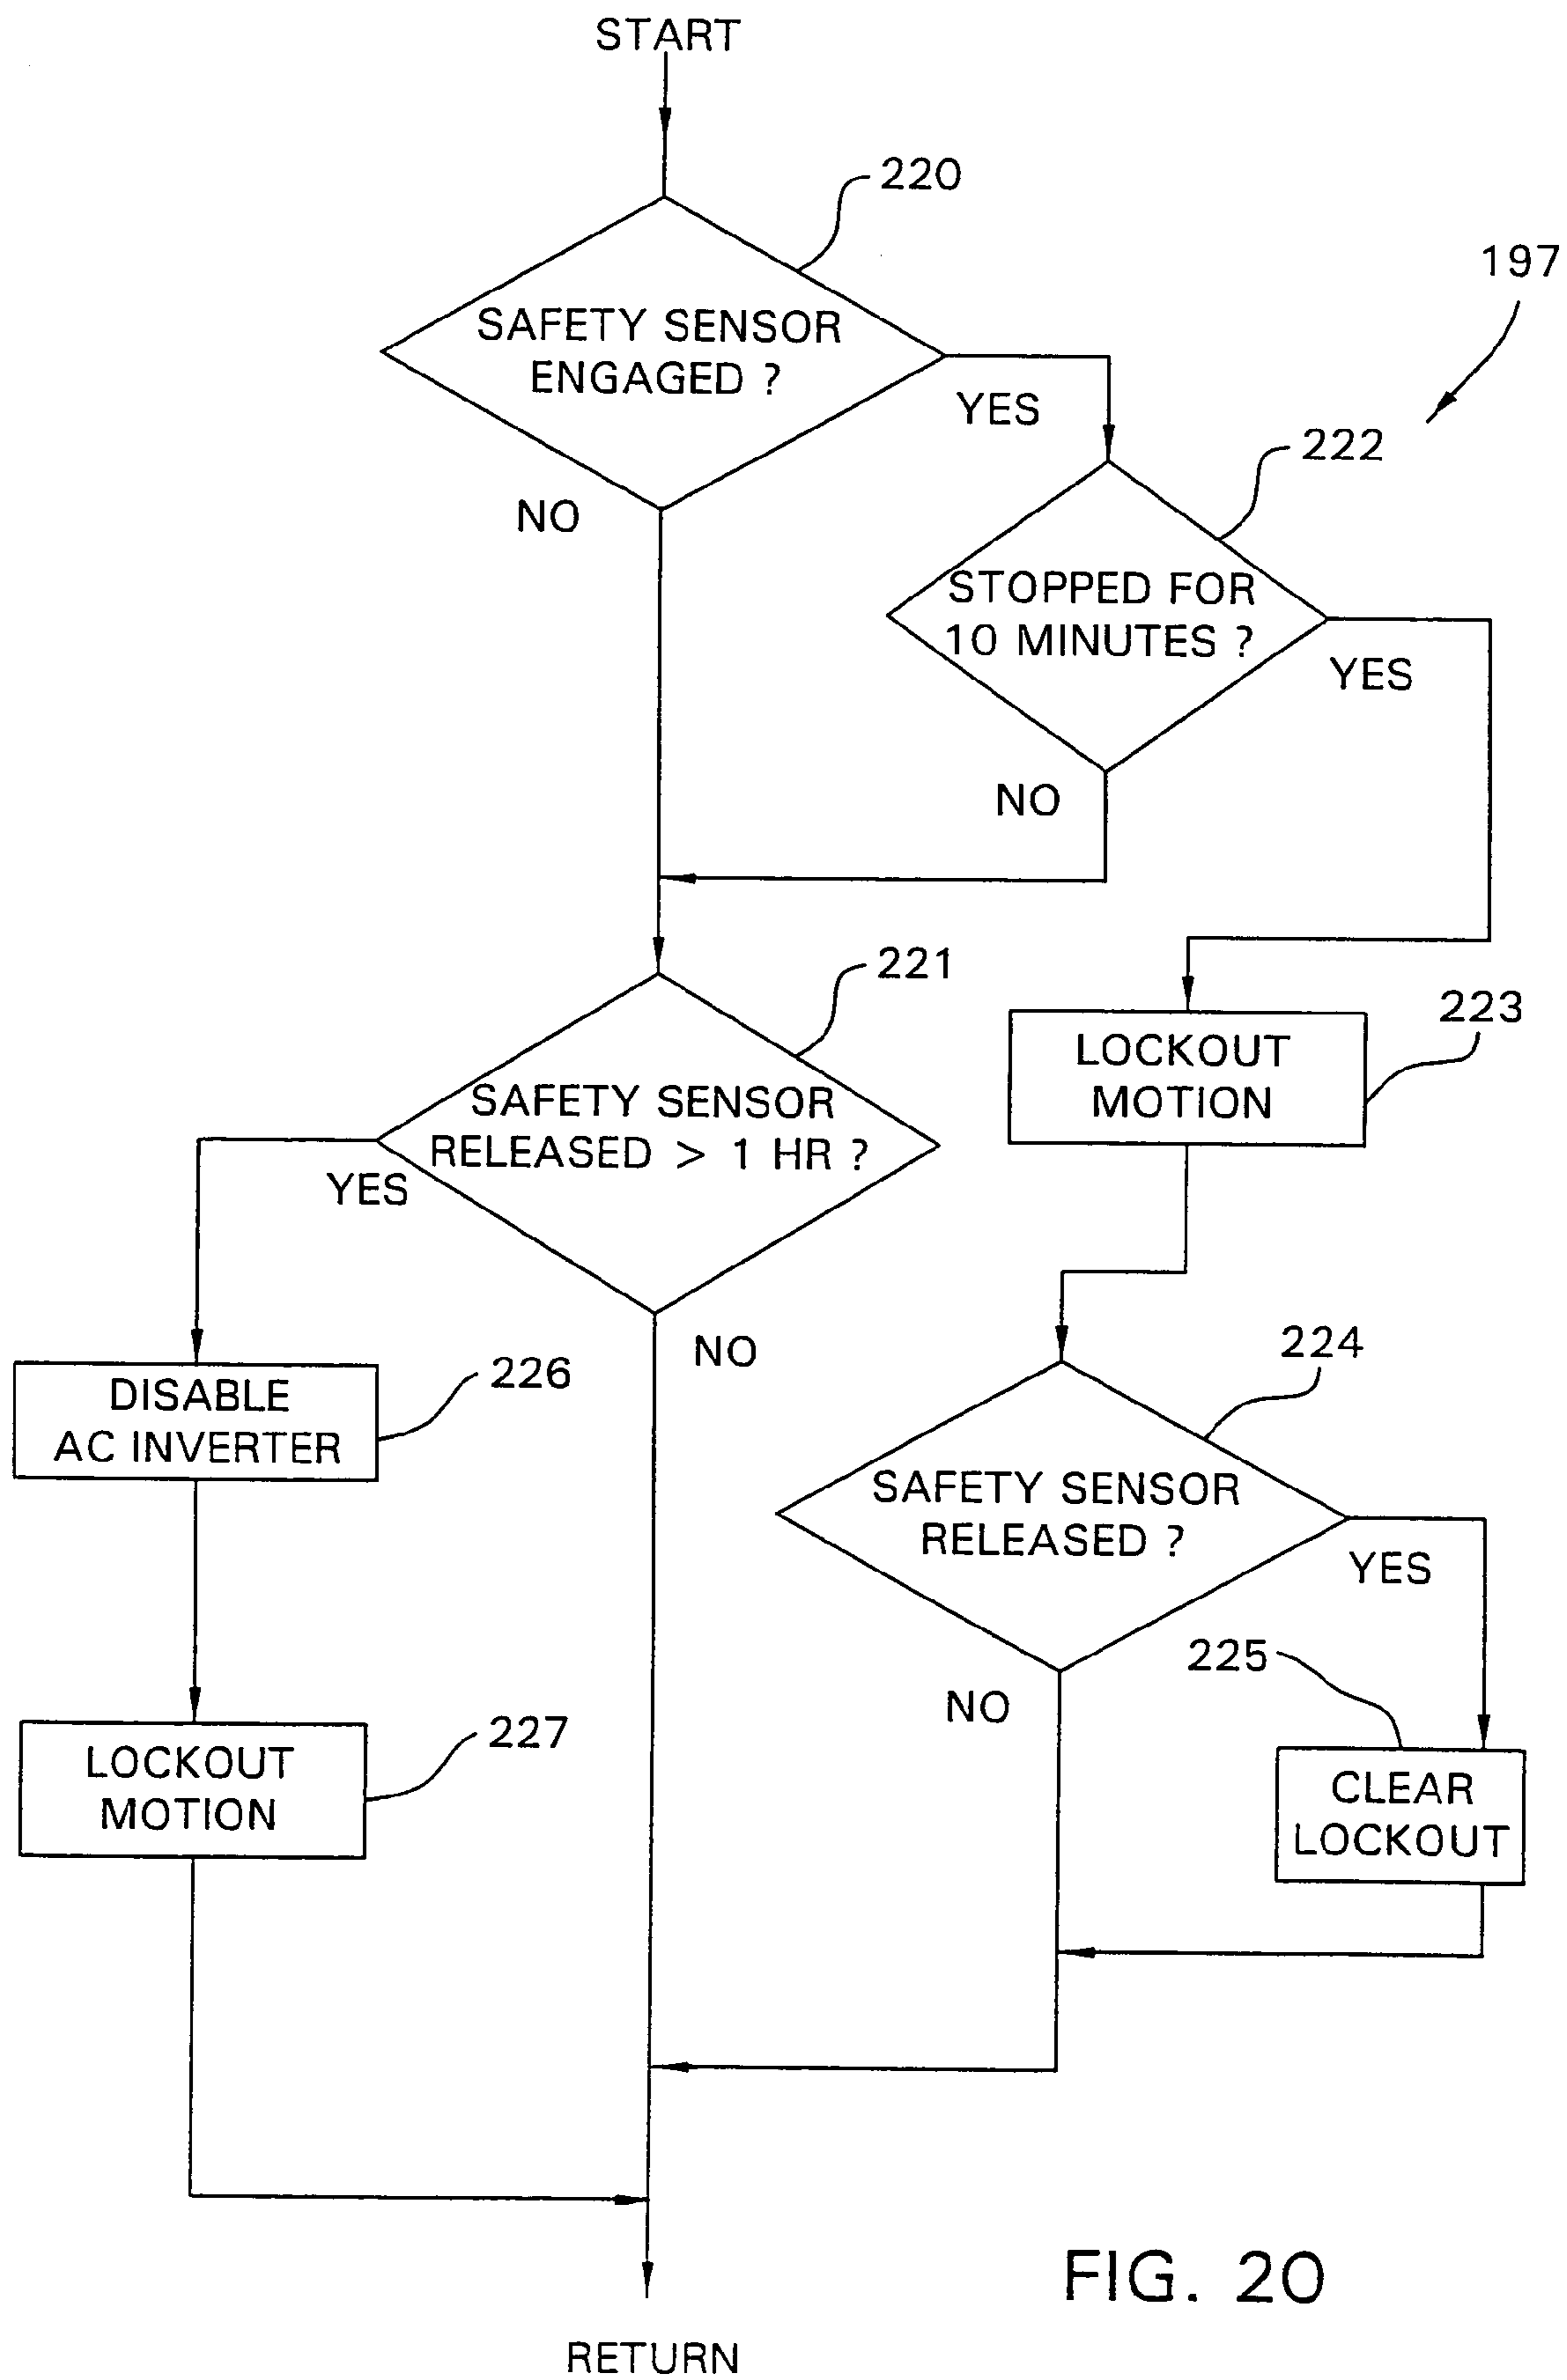 START
220
197
SAFETY SENSOR
ENGAGED ?
YES
222
NO
STOPPED FOR
10 MINUTES ?
YES
NO
221
223
LOCKOUT
MOTION
SAFETY SENSOR
RELEASED > 1 HR ?
YES
NO
224
226
DISABLE
AC INVERTER
SAFETY SENSOR
RELEASED ?
YES
225
NO
227
LOCKOUT
MOTION
CLEAR
LOCKOUT
FIG. 20
RETURN